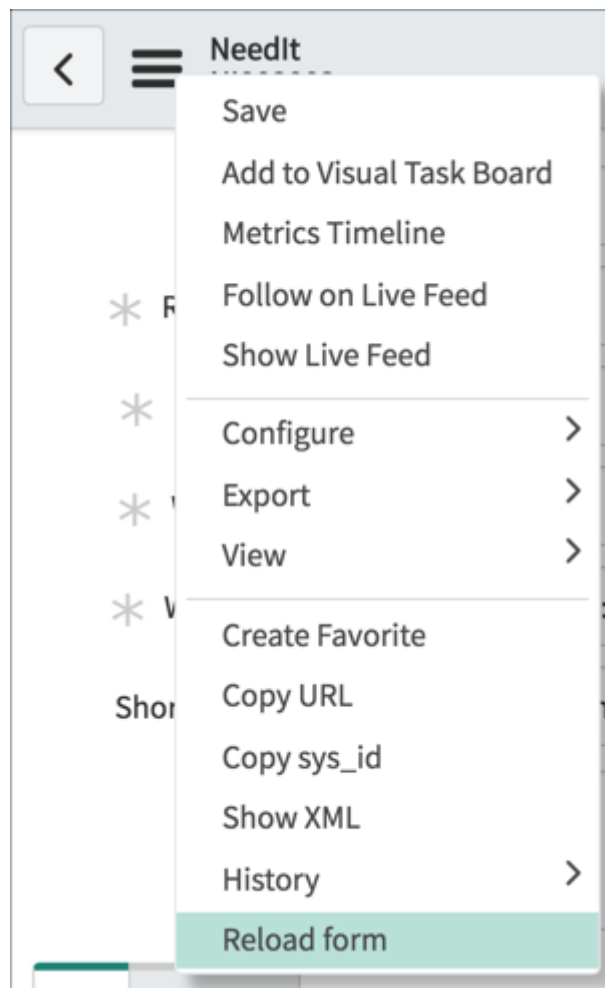 NeedIt
Save
Add to Visual Task Board
Metrics Timeline
Follow on Live Feed
Show Live Feed
Configure
Export
View
Create Favorite
Copy URL
Copy sys_id
Show XML
History
Reload form